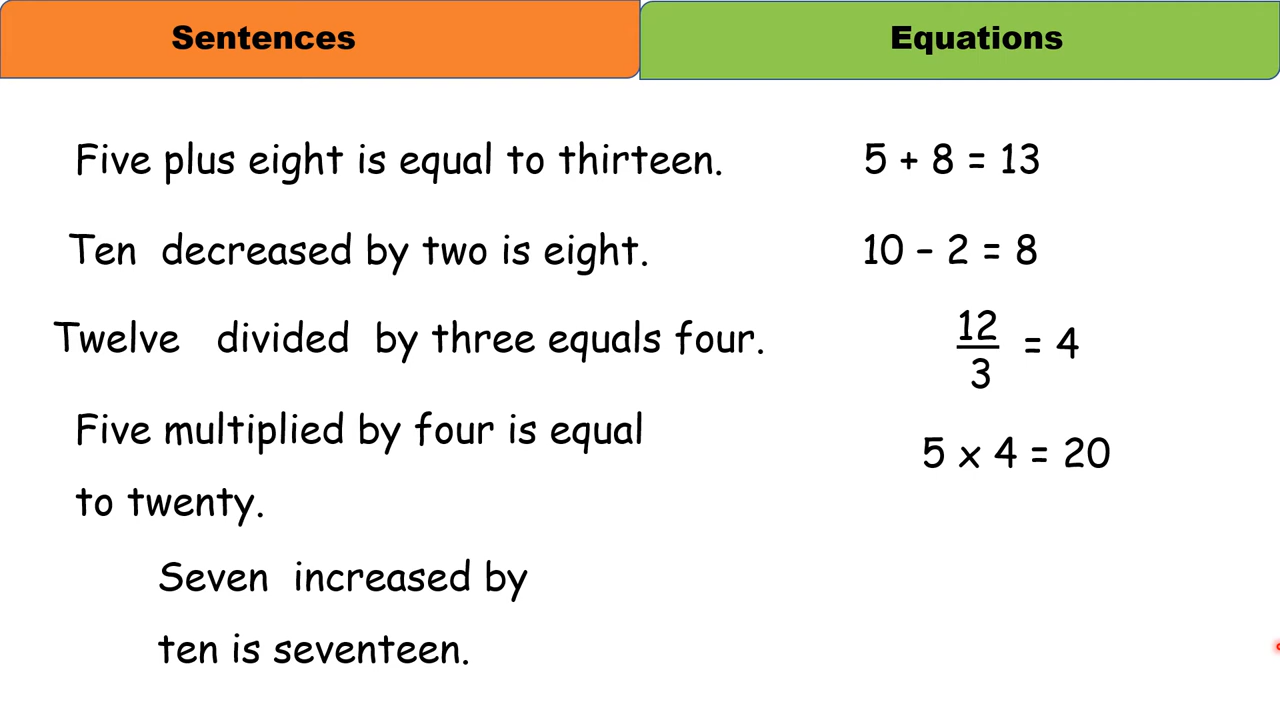 Sentences
Equations
Five plus eight is equal to thirteen.
5 + 8 = 13
Ten decreased by two is eight.
10 – 2 = 8
Twelve divided by three equals four.
12
3
= 4
Five multiplied by four is equal
to twenty.
5 x 4 = 20
Seven increased by
ten is seventeen.